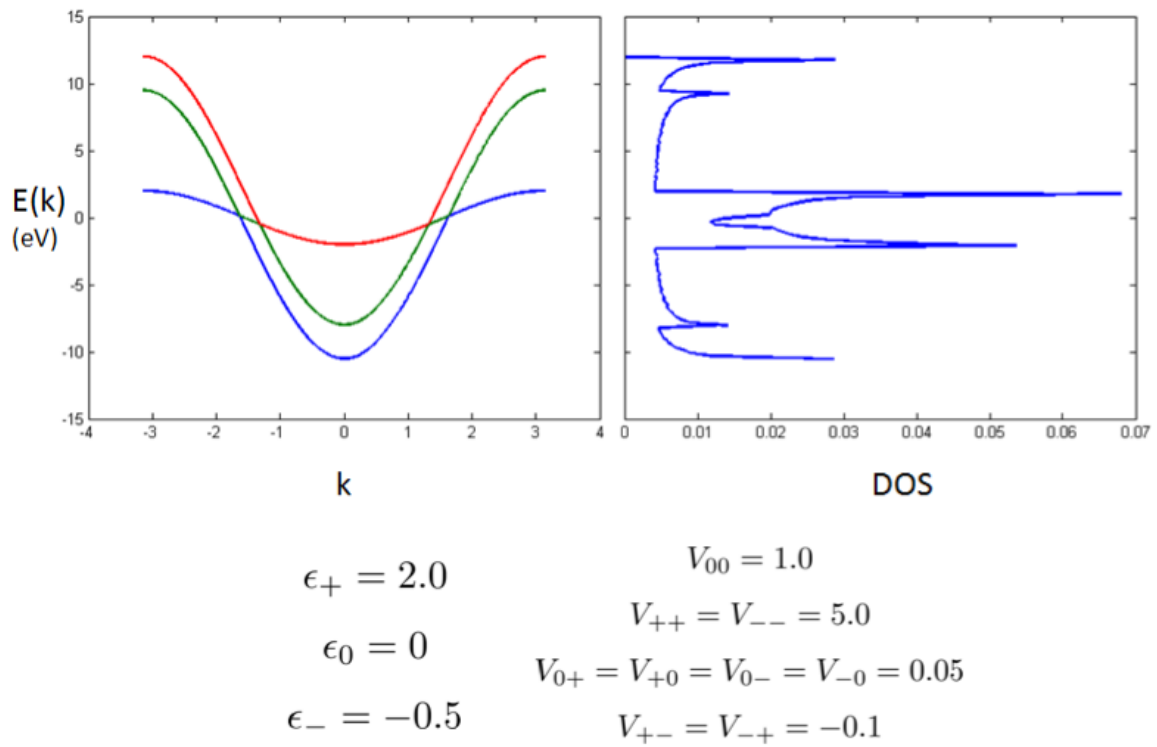 15
10
5
0
-5
-10
-15
E(k)
(eV)
-4 -3 -2 -1 0 1 2 3 4
k
0 0.01 0.02 0.03 0.04 0.05 0.06 0.07
DOS
ϵ₊ = 2.0
ϵ₀ = 0
ϵ₋ = −0.5
V₀₀ = 1.0
V₊₊ = V₋₋ = 5.0
V₀₊ = V₊₀ = V₀₋ = V₋₀ = 0.05
V₊₋ = V₋₊ = −0.1